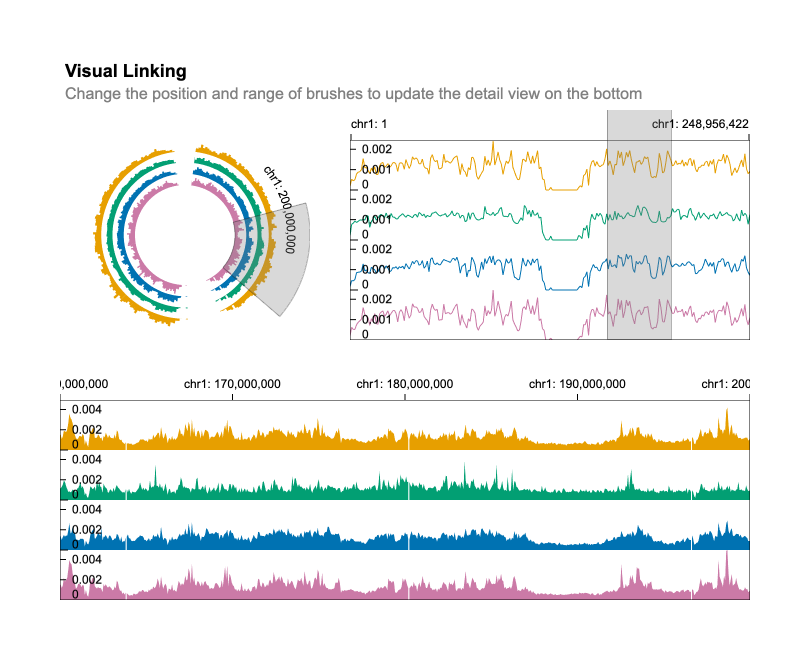 Visual Linking
Change the position and range of brushes to update the detail view on the bottom
chr1: 200,000,000
chr1: 1
chr1: 248,956,422
0.002
0.001
0
0.002
0.001
0
0.002
0.001
0
0.002
0.001
0
),000,000
chr1: 170,000,000
chr1: 180,000,000
chr1: 190,000,000
chr1: 200
0.004
0.002
0
0.004
0.002
0
0.004
0.002
0
0.004
0.002
0